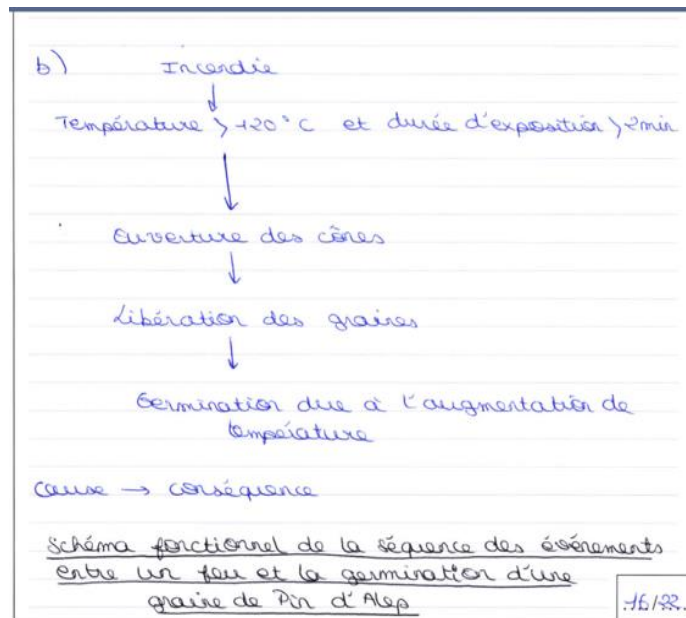 b) Incendie
↓
Température > 120°C et durée d'exposition > 2min
↓
Ouverture des cônes
↓
Libération des graines
↓
Germination due à l'augmentation de
température
cause → conséquence
Schéma fonctionnel de la séquence des événements
entre un feu et la germination d'une
graine de Pin d'Alep
16/22.